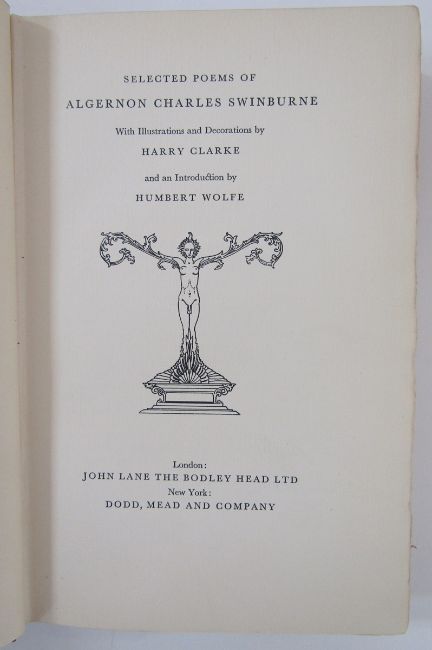 SELECTED POEMS OF
ALGERNON CHARLES SWINBURNE
With Illustrations and Decorations by
HARRY CLARKE
and an Introduction by
HUMBERT WOLFE
London:
JOHN LANE THE BODLEY HEAD LTD
New York:
DODD, MEAD AND COMPANY